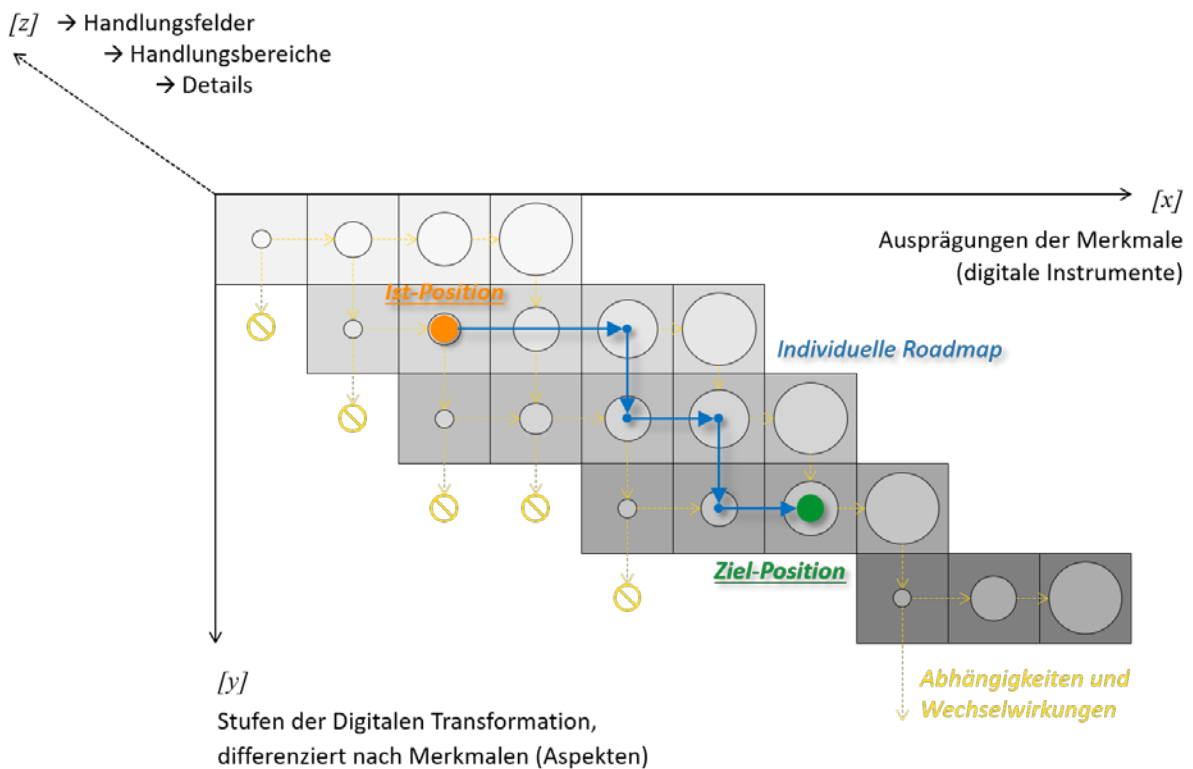 [z] → Handlungsfelder
→ Handlungsbereiche
→ Details
[x]
Ausprägungen der Merkmale
(digitale Instrumente)
Ist-Position
Individuelle Roadmap
Ziel-Position
[y]
Stufen der Digitalen Transformation,
differenziert nach Merkmalen (Aspekten)
Abhängigkeiten und
Wechselwirkungen